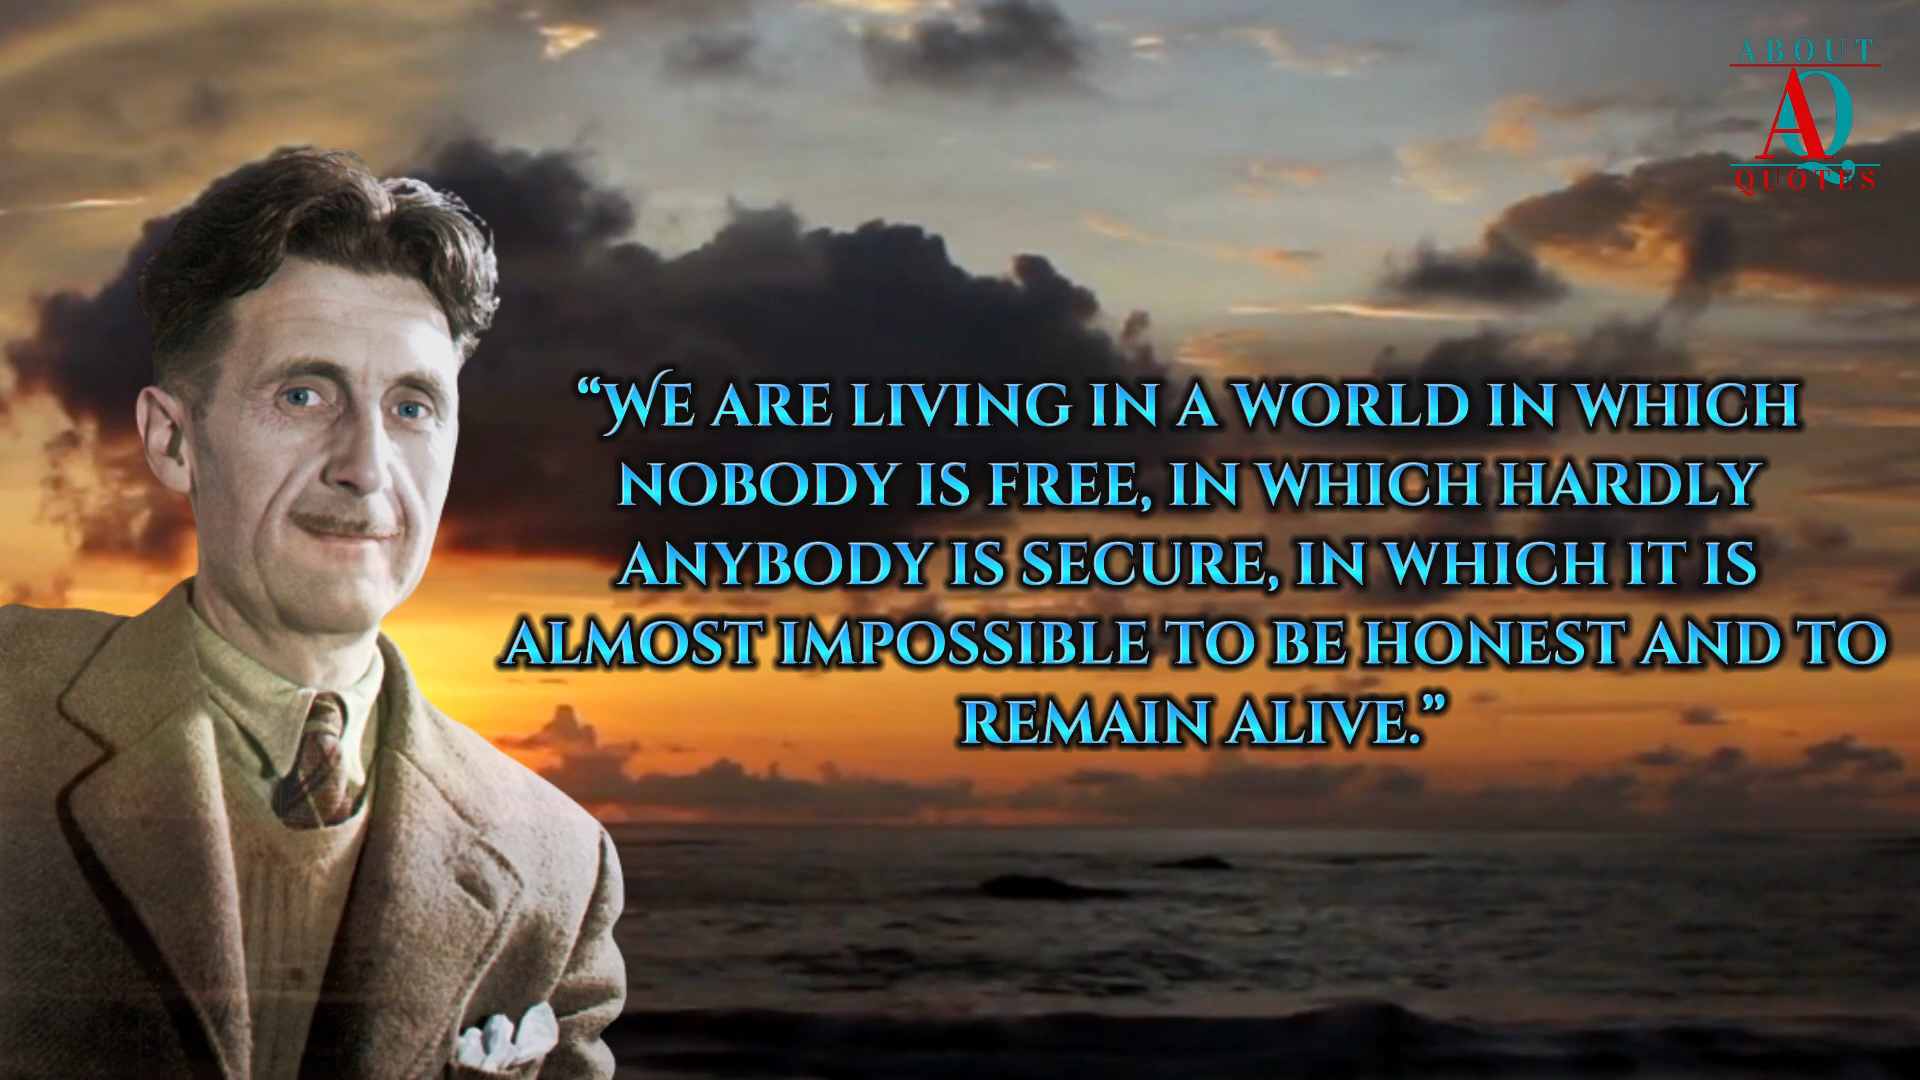 ABOUT
AQ
QUOTES
“WE ARE LIVING IN A WORLD IN WHICH
NOBODY IS FREE, IN WHICH HARDLY
ANYBODY IS SECURE, IN WHICH IT IS
ALMOST IMPOSSIBLE TO BE HONEST AND TO
REMAIN ALIVE.”